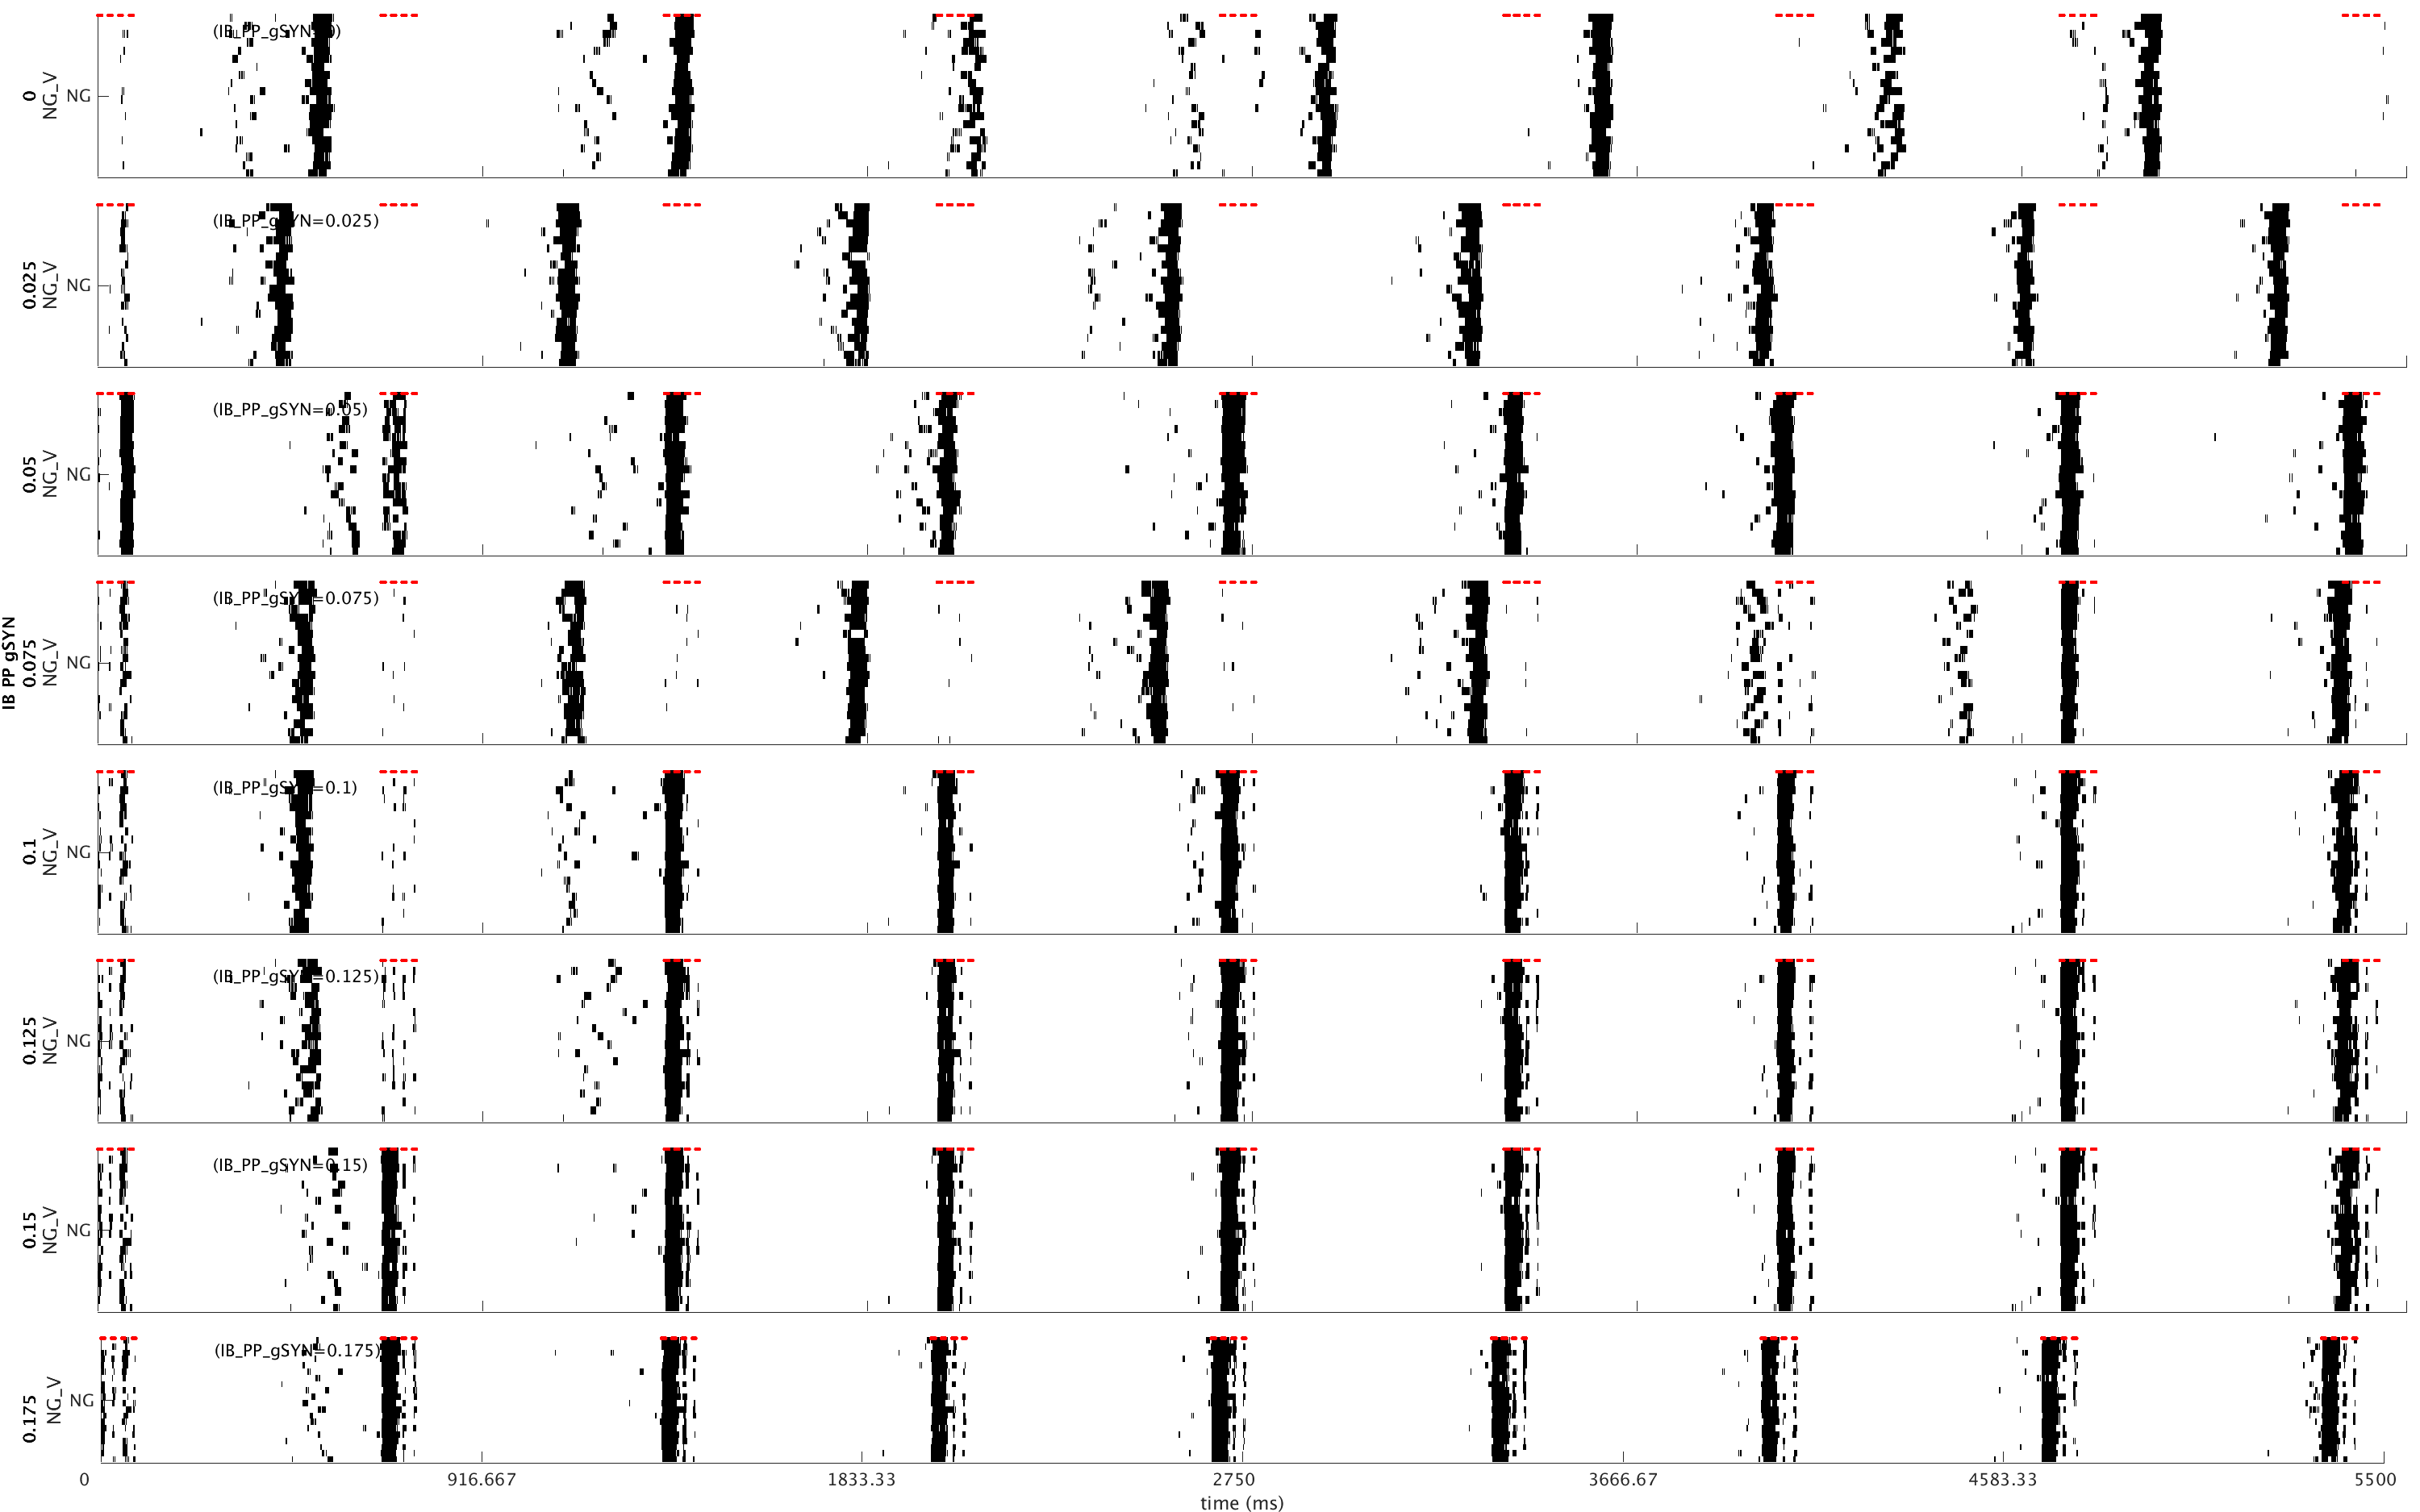 (IB_PP_gSYN=0)
0
NG_V
NG
(IB_PP_gSYN=0.025)
0.025
NG_V
NG
(IB_PP_gSYN=0.05)
0.05
NG_V
NG
IB PP gSYN
(IB_PP_gSYN=0.075)
0.075
NG_V
NG
(IB_PP_gSYN=0.1)
0.1
NG_V
NG
(IB_PP_gSYN=0.125)
0.125
NG_V
NG
(IB_PP_gSYN=0.15)
0.15
NG_V
NG
(IB_PP_gSYN=0.175)
0.175
NG_V
NG
0 916.667 1833.33 2750 3666.67 4583.33 5500
time (ms)